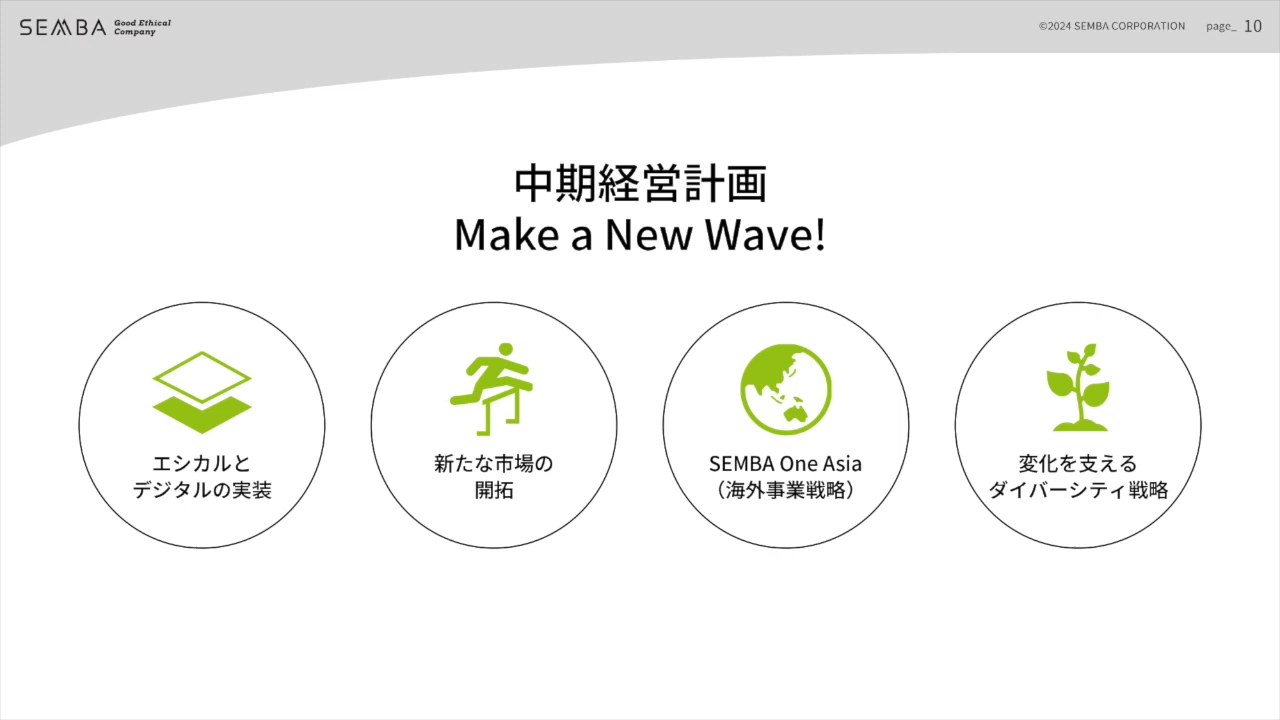 SEMBA
Good Ethical
Company
©2024 SEMBA CORPORATION page_ 10
中期経営計画
Make a New Wave!
エシカルと
デジタルの実装
新たな市場の
開拓
SEMBA One Asia
（海外事業戦略）
変化を支える
ダイバーシティ戦略